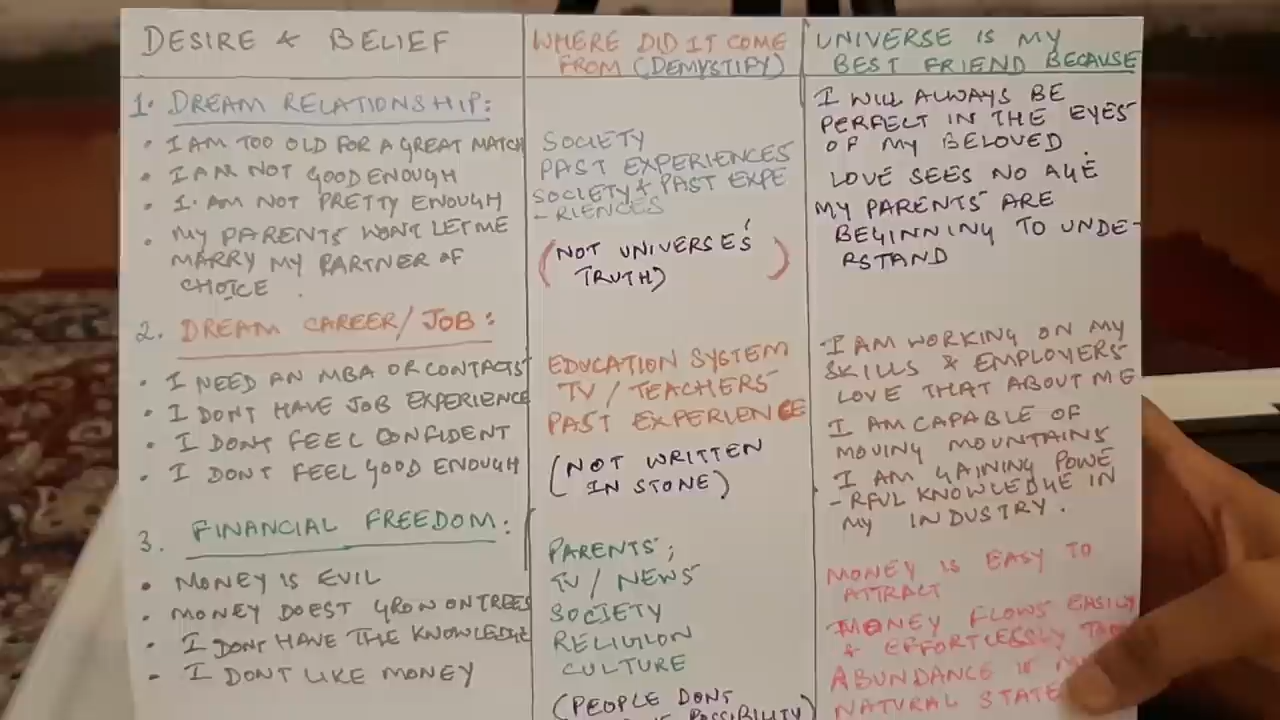 DESIRE & BELIEF
1. DREAM RELATIONSHIP:
• I AM TOO OLD FOR A GREAT MATCH
• I AM NOT GOOD ENOUGH
• I AM NOT PRETTY ENOUGH
• MY PARENTS WONT LET ME
MARRY MY PARTNER OF
CHOICE.
2. DREAM CAREER/JOB:
• I NEED AN MBA OR CONTACTS
• I DONT HAVE JOB EXPERIENCE
• I DONT FEEL CONFIDENT
• I DONT FEEL GOOD ENOUGH
3. FINANCIAL FREEDOM:
• MONEY IS EVIL
• MONEY DOEST GROW ON TREES
• I DONT HAVE THE KNOWLEDGE
• I DONT LIKE MONEY
WHERE DID IT COME
FROM (DEMYSTIFY)
SOCIETY
PAST EXPERIENCES
SOCIETY & PAST EXPE
-RIENCES
(NOT UNIVERSE'S
TRUTH)
EDUCATION SYSTEM
TV / TEACHERS
PAST EXPERIENCE
(NOT WRITTEN
IN STONE)
PARENTS;
TV / NEWS
SOCIETY
RELIGION
CULTURE
(PEOPLE DONT
POSSIBILITY)
UNIVERSE IS MY
BEST FRIEND BECAUSE
I WILL ALWAYS BE
PERFECT IN THE EYES
OF MY BELOVED.
LOVE SEES NO AGE
MY PARENTS ARE
BEGINNING TO UNDE-
RSTAND
I AM WORKING ON MY
SKILLS & EMPLOYERS
LOVE THAT ABOUT ME
I AM CAPABLE OF
MOVING MOUNTAINS
I AM GAINING POWE
-RFUL KNOWLEDGE IN
MY INDUSTRY.
MONEY IS EASY TO
ATTRACT
MONEY FLOWS EASILY
& EFFORTLESSLY
ABUNDANCE
NATURAL STATE